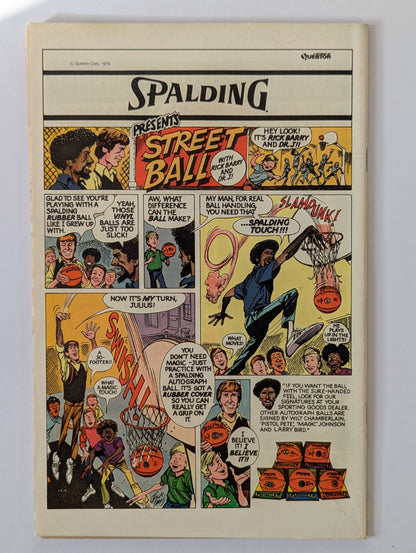 © Questor Corp. 1979
QUESTOR
SPALDING
PRESENTS
STREET
BALL
WITH
RICK BARRY
AND DR.J!
HEY LOOK!
IT'S RICK BARRY
AND DR.J!!
GLAD TO SEE YOU'RE
PLAYING WITH A
SPALDING
RUBBER BALL
LIKE I GREW UP
WITH.
YEAH,
THOSE
VINYL
BALLS ARE
JUST TOO
SLICK!
AW, WHAT
DIFFERENCE
CAN THE
BALL MAKE?
MY MAN, FOR REAL
BALL HANDLING,
YOU NEED THAT
...SPALDING
TOUCH!!!
SLAM DUNK!
WHAT
MOVES!
HE
PLAYS
UP IN THE
LIGHTS!
NOW IT'S MY TURN,
JULIUS!
A
30-
FOOTER!!
WHAT
A MAGIC
TOUCH!
SWISH!
YOU
DON'T NEED
MAGIC-JUST
PRACTICE WITH
A SPALDING
AUTOGRAPH
BALL. IT'S GOT A
RUBBER COVER
SO YOU CAN
REALLY
GET A
GRIP ON
IT.
I
BELIEVE
IT! I
BELIEVE
IT!!
"IF YOU WANT THE BALL
WITH THE SURE-HANDED
FEEL, LOOK FOR OUR
SIGNATURES AT YOUR
SPORTING GOODS DEALER.
OTHER AUTOGRAPH BALLS ARE
SIGNED BY WILT CHAMBERLAIN,
'PISTOL PETE,' 'MAGIC' JOHNSON
AND LARRY BIRD."